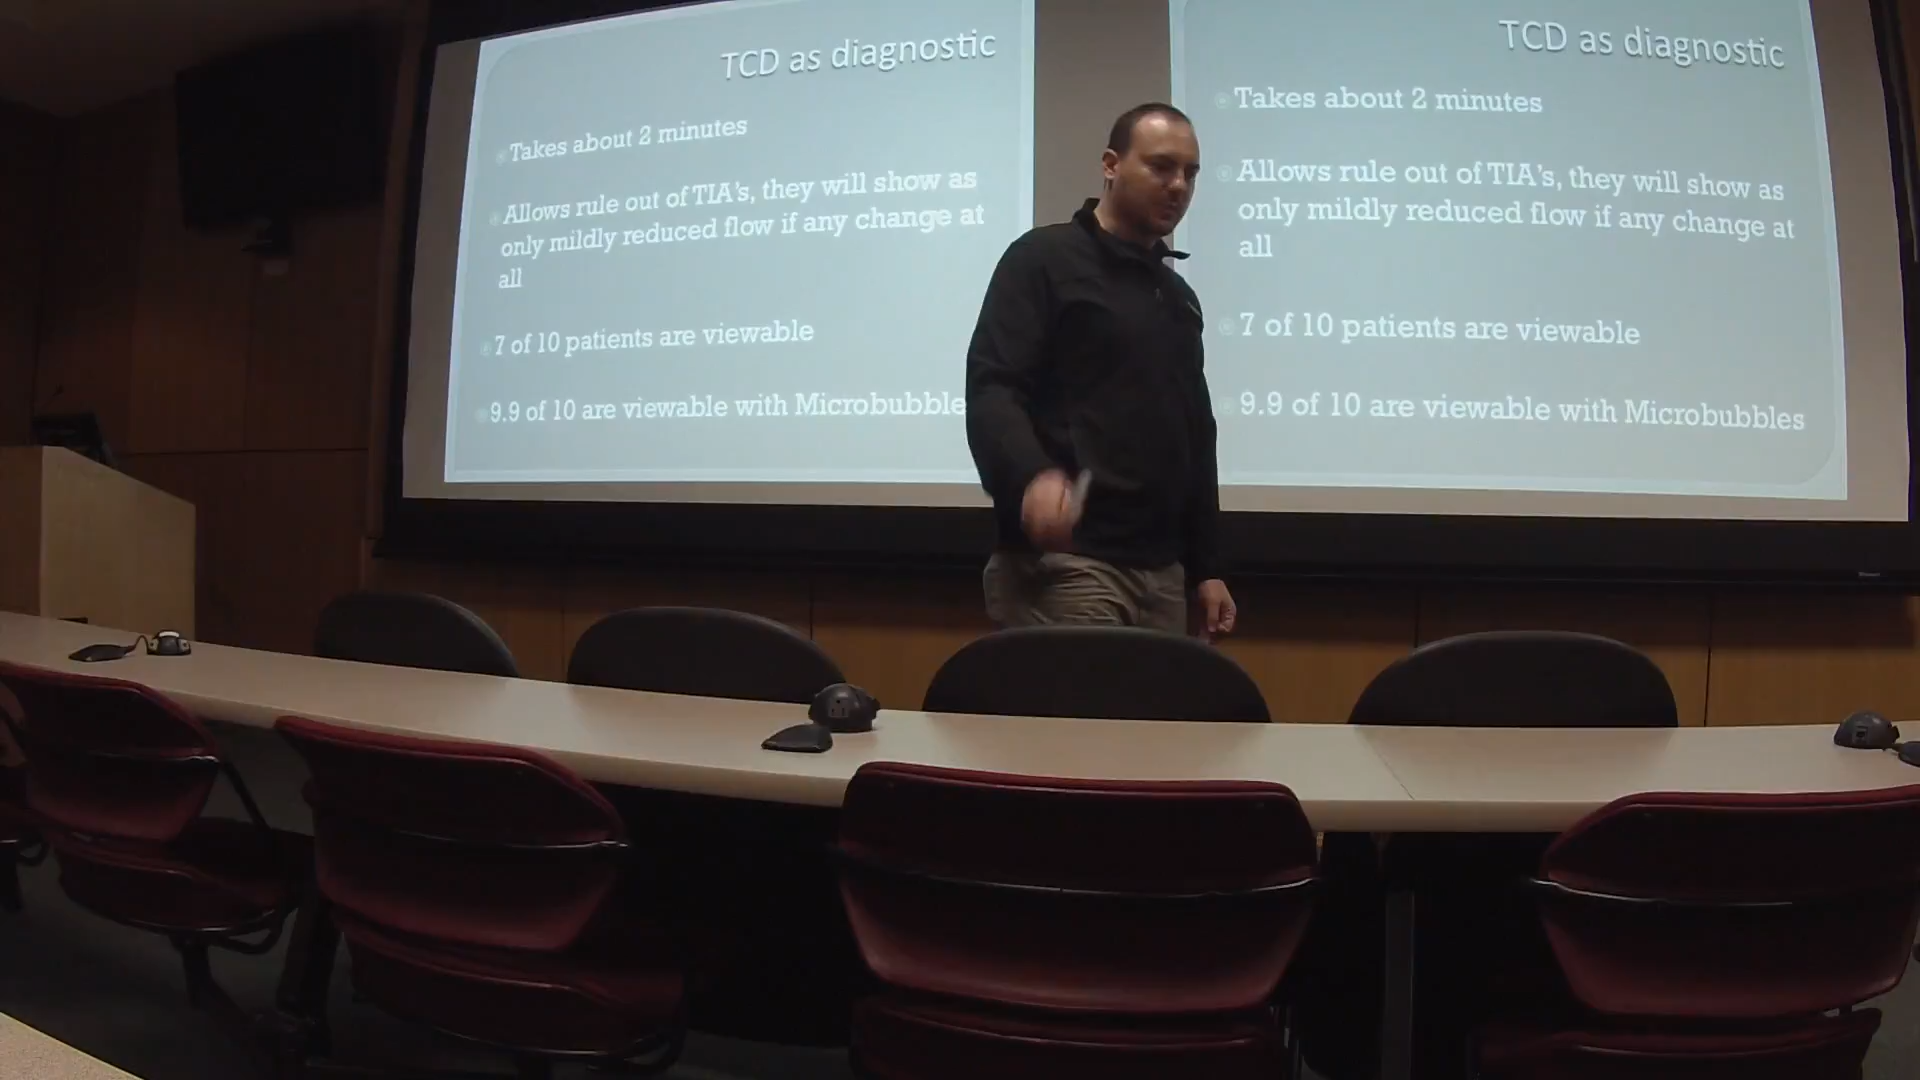 TCD as diagnostic
Takes about 2 minutes
Allows rule out of TIA's, they will show as
only mildly reduced flow if any change at
all
7 of 10 patients are viewable
9.9 of 10 are viewable with Microbubble
TCD as diagnostic
Takes about 2 minutes
Allows rule out of TIA's, they will show as
only mildly reduced flow if any change at
all
7 of 10 patients are viewable
9.9 of 10 are viewable with Microbubbles